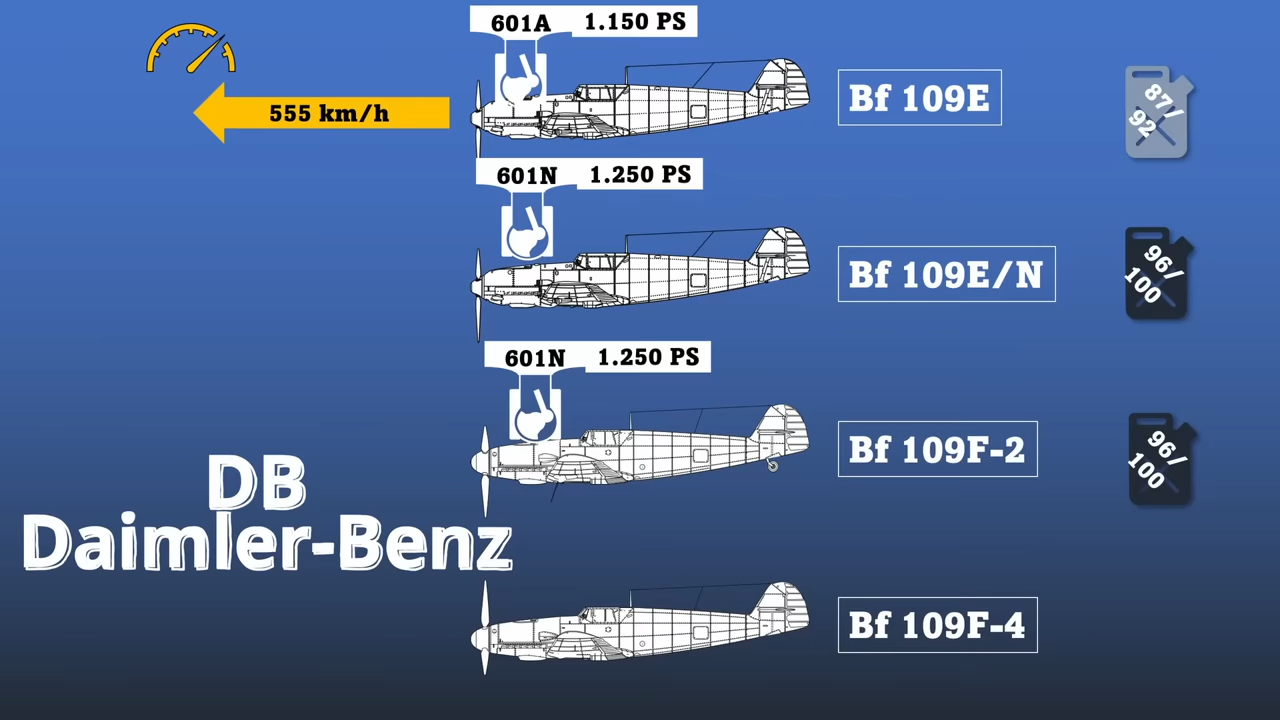 601A 1.150 PS
555 km/h
Bf 109E
87/
92
601N 1.250 PS
Bf 109E/N
96/
100
601N 1.250 PS
Bf 109F-2
96/
100
DB
Daimler-Benz
Bf 109F-4